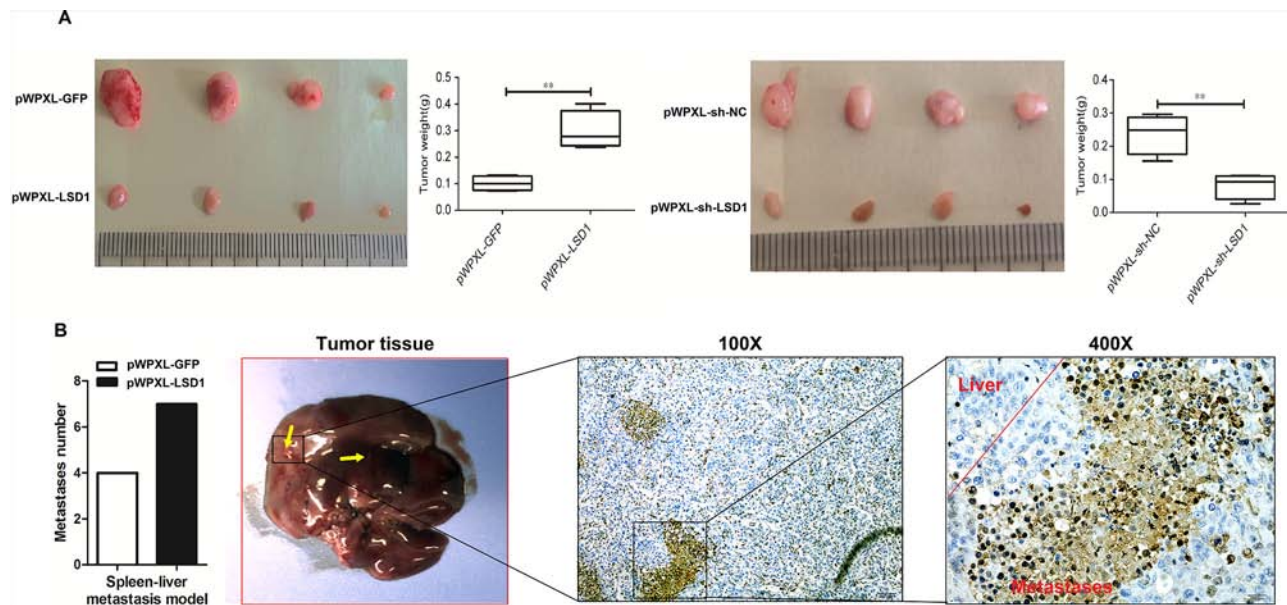 A
pWPXL-GFP
pWPXL-LSD1
Tumor weight(g)
0.5
0.4
0.3
0.2
0.1
0.0
**
pWPXL-GFP
pWPXL-LSD1
pWPXL-sh-NC
pWPXL-sh-LSD1
Tumor weight(g)
0.4
0.3
0.2
0.1
0.0
**
pWPXL-sh-NC
pWPXL-sh-LSD1
B
pWPXL-GFP
pWPXL-LSD1
Metastases number
8
6
4
2
0
Spleen-liver
metastasis model
Tumor tissue
100X
400X
Liver
Metastases